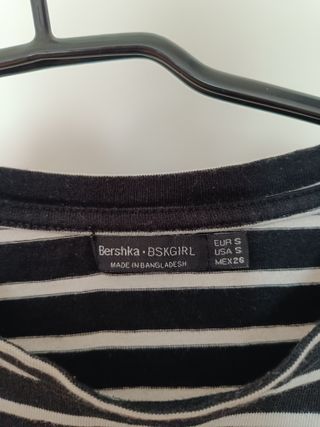 Bershka • BSKGIRL
MADE IN BANGLADESH
EUR S
USA S
MEX 26